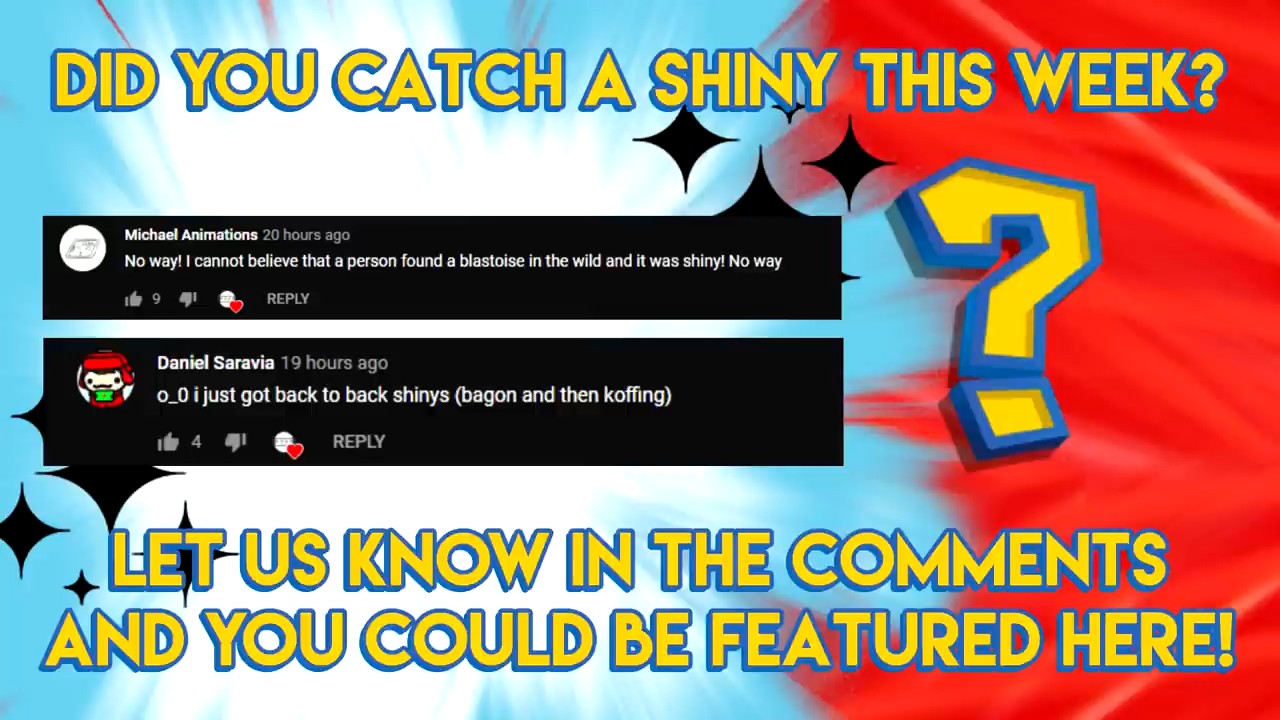 DID YOU CATCH A SHINY THIS WEEK?
Michael Animations 20 hours ago
No way! I cannot believe that a person found a blastoise in the wild and it was shiny! No way
9 REPLY
Daniel Saravia 19 hours ago
o_0 i just got back to back shinys (bagon and then koffing)
4 REPLY
?
LET US KNOW IN THE COMMENTS
AND YOU COULD BE FEATURED HERE!